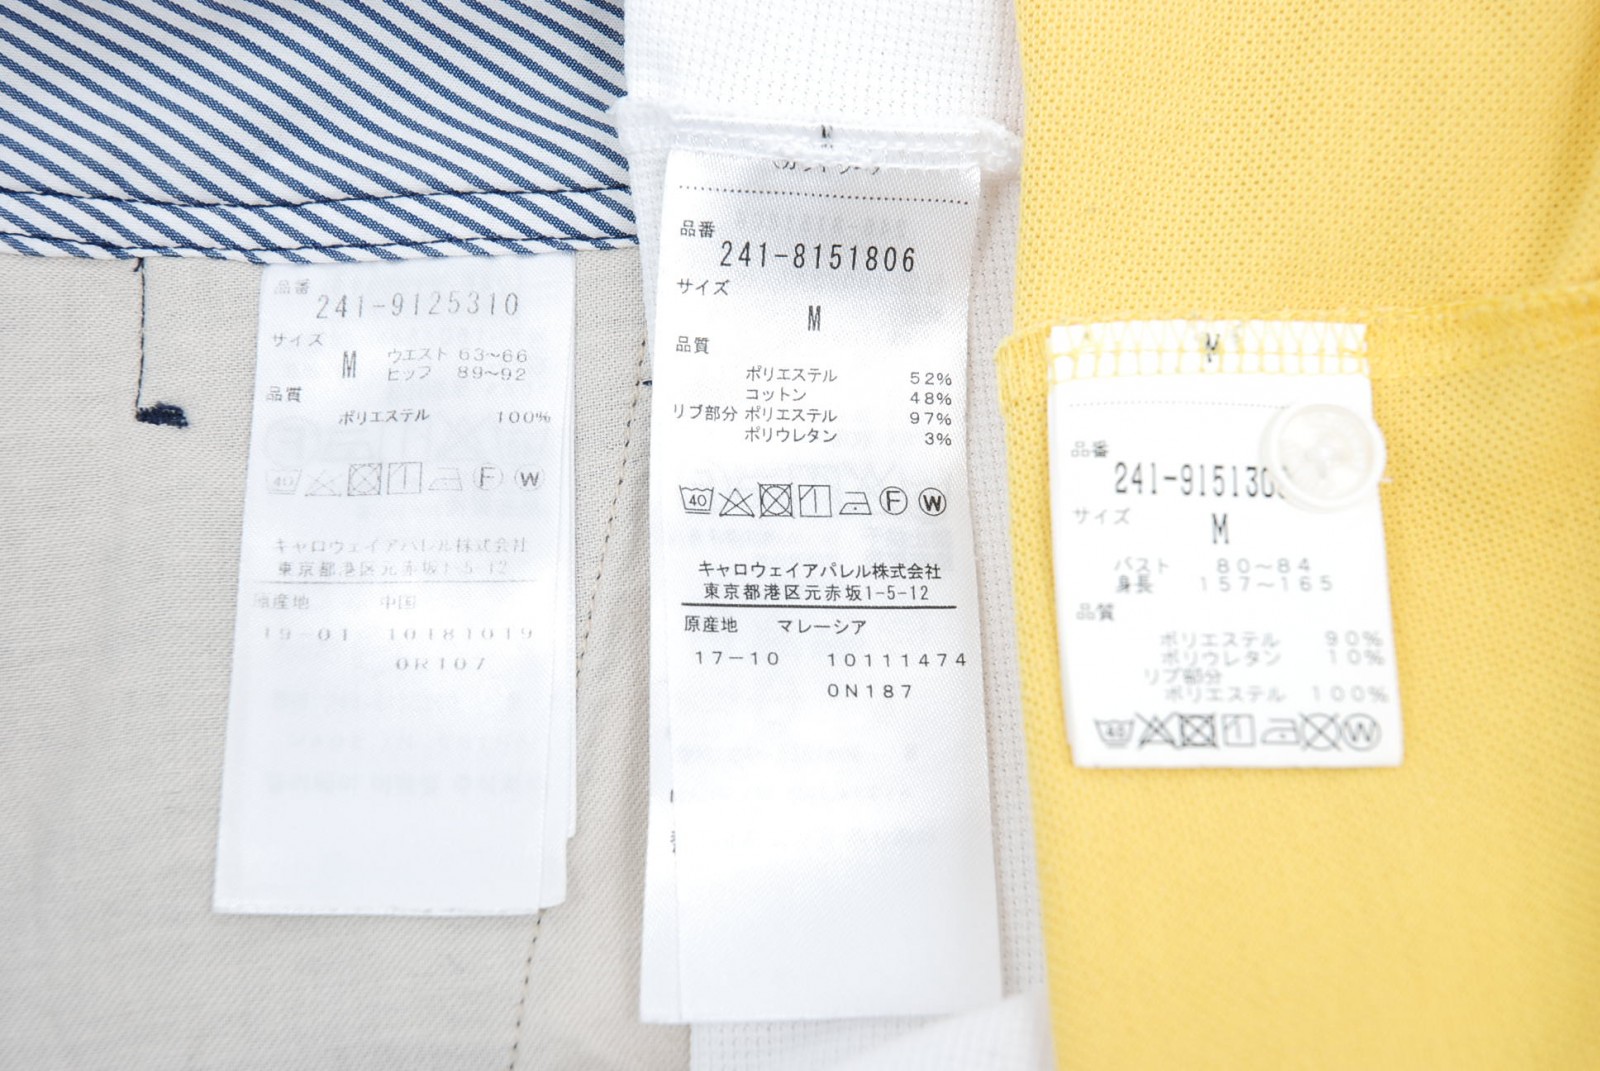 品番
241-9125310
サイズ
M ウエスト 63~66
ヒップ 89~92
品質
ポリエステル 100%
40 F W
キャロウェイアパレル株式会社
東京都港区元赤坂1-5-12
原産地 中国
19-01 10181019
0R107
品番
241-8151806
サイズ
M
品質
ポリエステル 52%
コットン 48%
リブ部分 ポリエステル 97%
ポリウレタン 3%
40 F W
キャロウェイアパレル株式会社
東京都港区元赤坂1-5-12
原産地 マレーシア
17-10 10111474
0N187
品番
241-915130
サイズ
M
バスト 80~84
身長 157~165
品質
ポリエステル 90%
ポリウレタン 10%
リブ部分
ポリエステル 100%
40 W